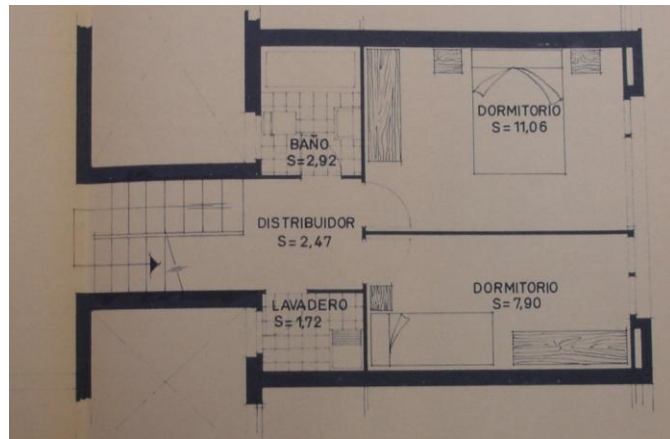 DORMITORIO
S=11,06
BAÑO
S=2,92
DISTRIBUIDOR
S=2,47
DORMITORIO
S=7,90
LAVADERO
S=1,72